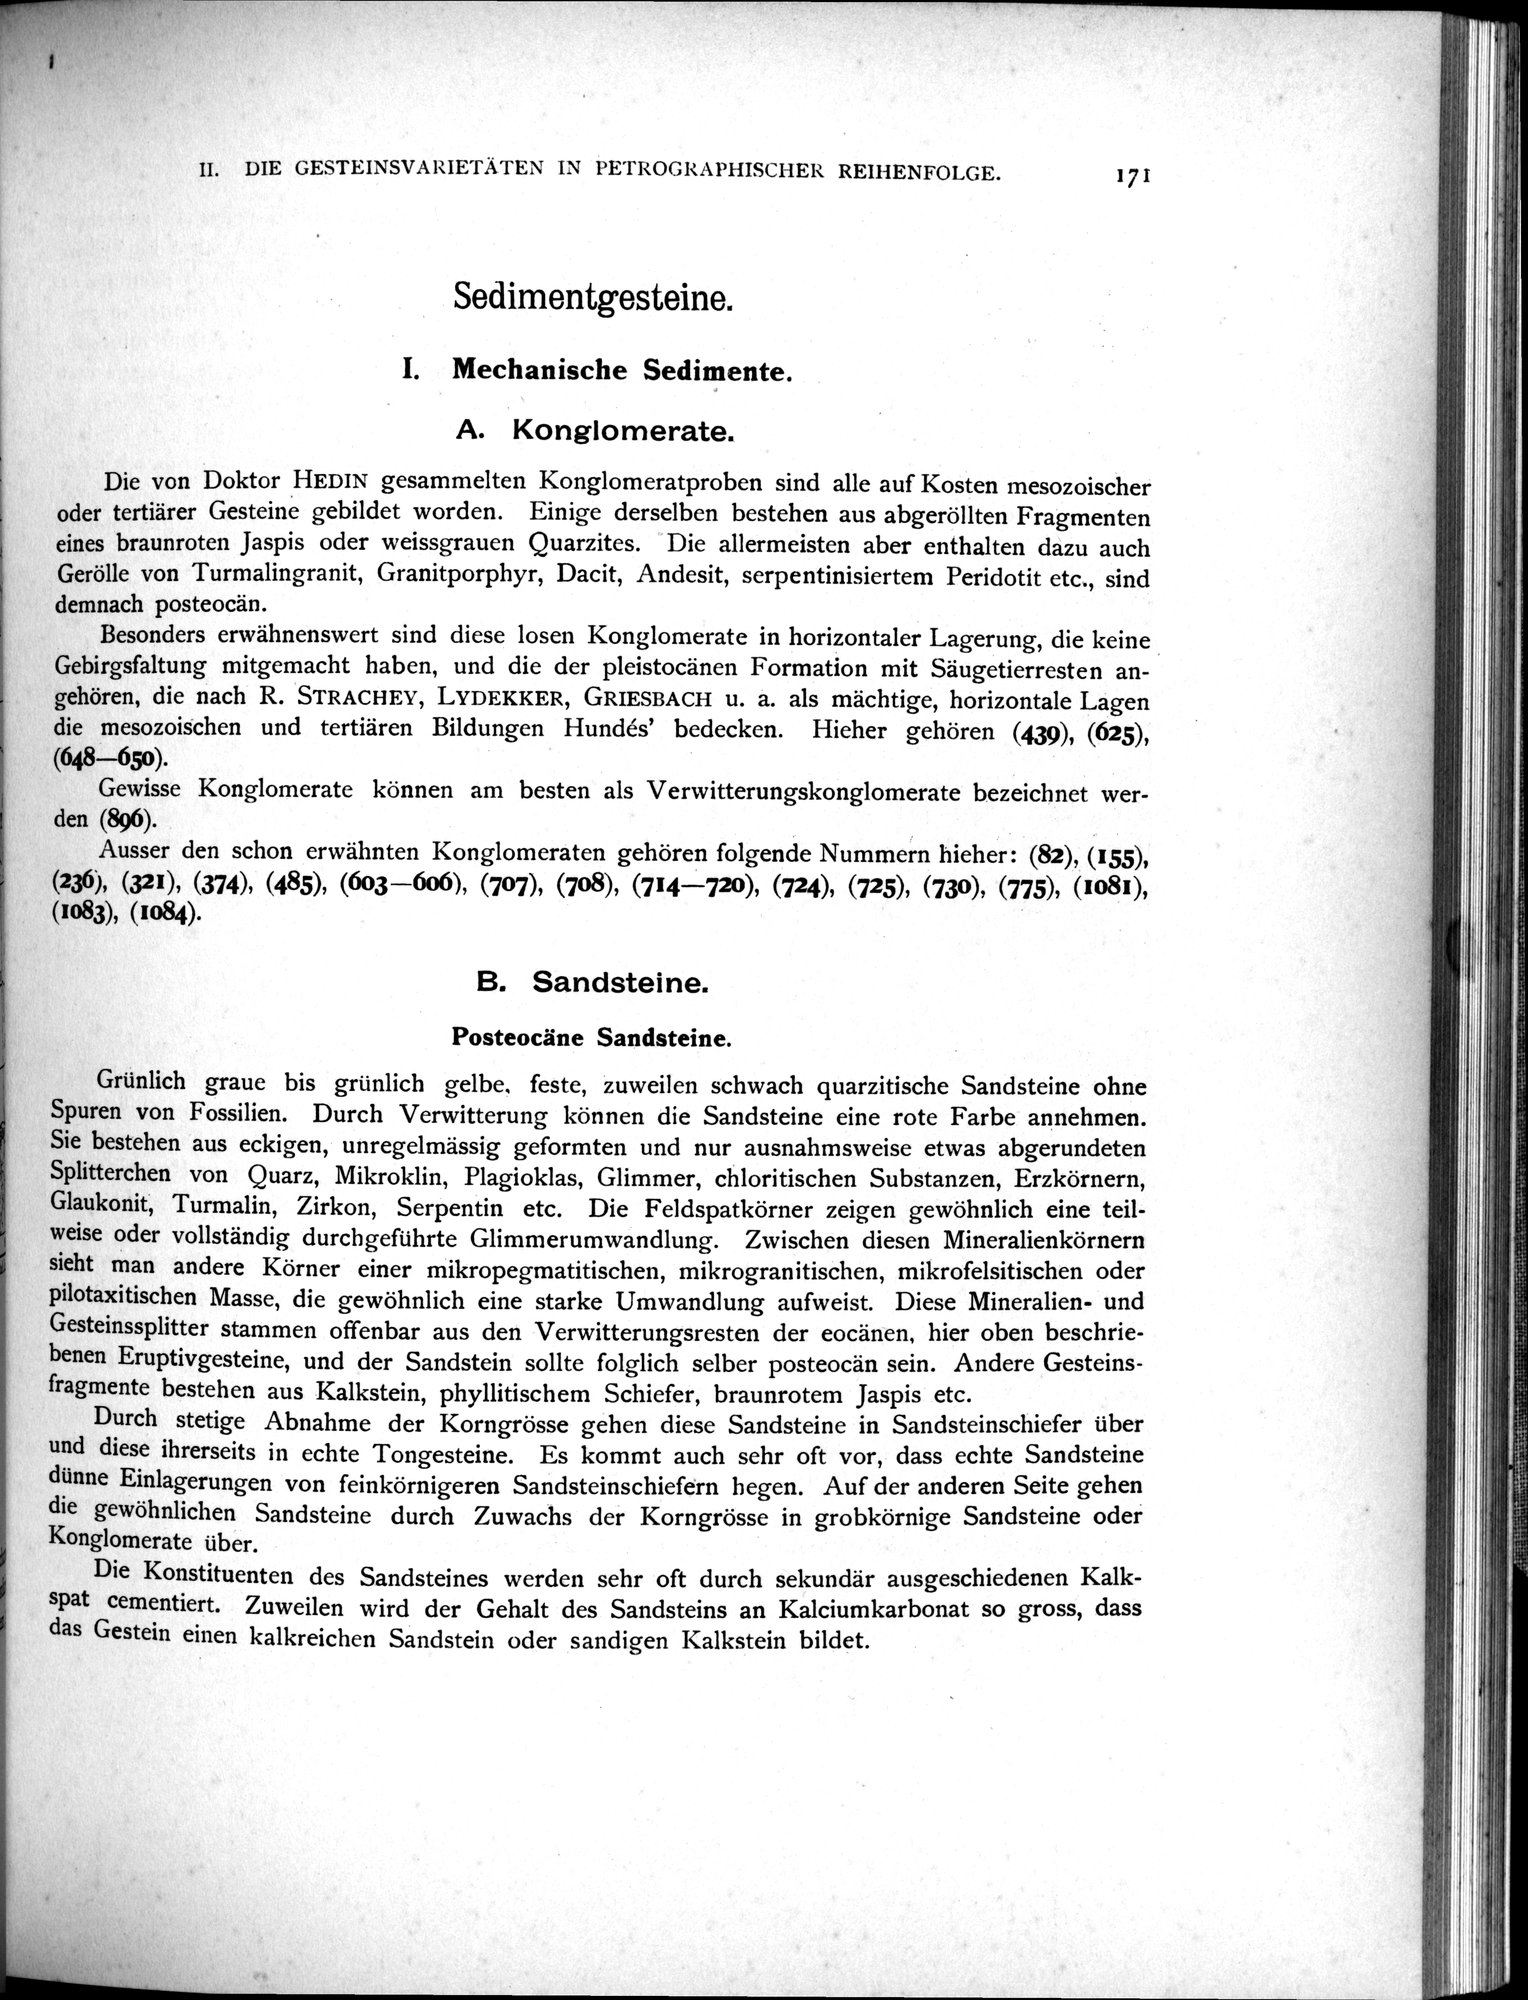 II. DIE GESTEINSVARIETÄTEN IN PETROGRAPHISCHER REIHENFOLGE. 171
Sedimentgesteine.
I. Mechanische Sedimente.
A. Konglomerate.
Die von Doktor HEDIN gesammelten Konglomeratproben sind alle auf Kosten mesozoischer
oder tertiärer Gesteine gebildet worden. Einige derselben bestehen aus abgeröllten Fragmenten
eines braunroten Jaspis oder weissgrauen Quarzites. Die allermeisten aber enthalten dazu auch
Gerölle von Turmalingranit, Granitporphyr, Dacit, Andesit, serpentinisiertem Peridotit etc., sind
demnach posteocän.
Besonders erwähnenswert sind diese losen Konglomerate in horizontaler Lagerung, die keine
Gebirgsfaltung mitgemacht haben, und die der pleistocänen Formation mit Säugetierresten an-
gehören, die nach R. STRACHEY, LYDEKKER, GRIESBACH u. a. als mächtige, horizontale Lagen
die mesozoischen und tertiären Bildungen Hundés' bedecken. Hieher gehören (439), (625),
(648—650).
Gewisse Konglomerate können am besten als Verwitterungskonglomerate bezeichnet wer-
den (896).
Ausser den schon erwähnten Konglomeraten gehören folgende Nummern hieher: (82), (155),
(236), (321), (374), (485), (603—606), (707), (708), (714—720), (724), (725), (730), (775), (1081),
(1083), (1084).
B. Sandsteine.
Posteocäne Sandsteine.
Grünlich graue bis grünlich gelbe, feste, zuweilen schwach quarzitische Sandsteine ohne
Spuren von Fossilien. Durch Verwitterung können die Sandsteine eine rote Farbe annehmen.
Sie bestehen aus eckigen, unregelmässig geformten und nur ausnahmsweise etwas abgerundeten
Splitterchen von Quarz, Mikroklin, Plagioklas, Glimmer, chloritischen Substanzen, Erzkörnern,
Glaukonit, Turmalin, Zirkon, Serpentin etc. Die Feldspatkörner zeigen gewöhnlich eine teil-
weise oder vollständig durchgeführte Glimmerumwandlung. Zwischen diesen Mineralienkörnern
sieht man andere Körner einer mikropegmatitischen, mikrogranitischen, mikrofelsitischen oder
pilotaxitischen Masse, die gewöhnlich eine starke Umwandlung aufweist. Diese Mineralien- und
Gesteinssplitter stammen offenbar aus den Verwitterungsresten der eocänen, hier oben beschrie-
benen Eruptivgesteine, und der Sandstein sollte folglich selber posteocän sein. Andere Gesteins-
fragmente bestehen aus Kalkstein, phyllitischem Schiefer, braunrotem Jaspis etc.
Durch stetige Abnahme der Korngrösse gehen diese Sandsteine in Sandsteinschiefer über
und diese ihrerseits in echte Tongesteine. Es kommt auch sehr oft vor, dass echte Sandsteine
dünne Einlagerungen von feinkörnigeren Sandsteinschiefern hegen. Auf der anderen Seite gehen
die gewöhnlichen Sandsteine durch Zuwachs der Korngrösse in grobkörnige Sandsteine oder
Konglomerate über.
Die Konstituenten des Sandsteines werden sehr oft durch sekundär ausgeschiedenen Kalk-
spat cementiert. Zuweilen wird der Gehalt des Sandsteins an Kalciumkarbonat so gross, dass
das Gestein einen kalkreichen Sandstein oder sandigen Kalkstein bildet.